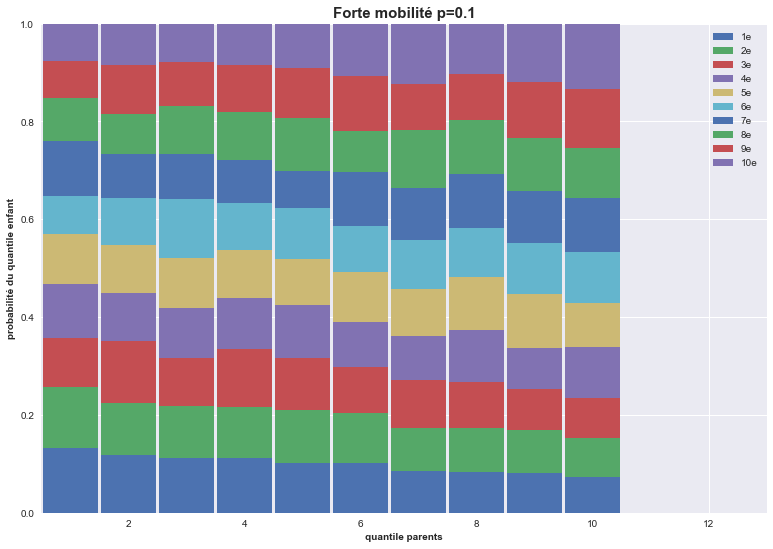 Forte mobilité p=0.1
probabilité du quantile enfant
1.0
0.8
0.6
0.4
0.2
0.0
1e
2e
3e
4e
5e
6e
7e
8e
9e
10e
2 4 6 8 10 12
quantile parents